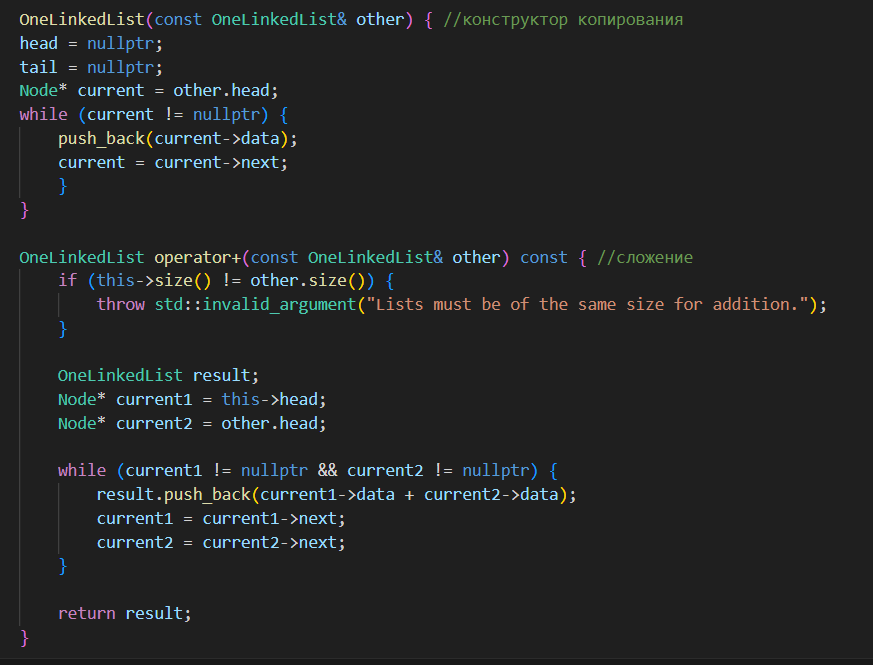 OneLinkedList(const OneLinkedList& other) { //конструктор копирования
head = nullptr;
tail = nullptr;
Node* current = other.head;
while (current != nullptr) {
push_back(current->data);
current = current->next;
}
}
OneLinkedList operator+(const OneLinkedList& other) const { //сложение
if (this->size() != other.size()) {
throw std::invalid_argument("Lists must be of the same size for addition.");
}
OneLinkedList result;
Node* current1 = this->head;
Node* current2 = other.head;
while (current1 != nullptr && current2 != nullptr) {
result.push_back(current1->data + current2->data);
current1 = current1->next;
current2 = current2->next;
}
return result;
}